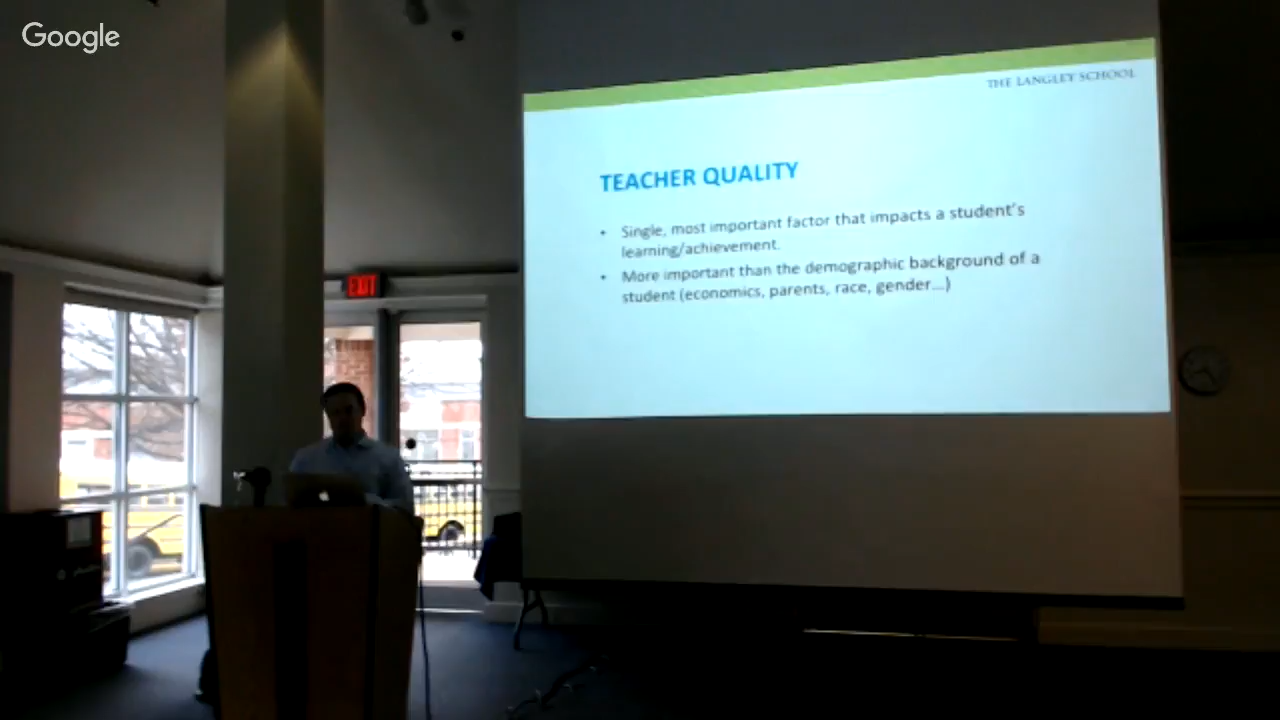 Google
THE LANGLEY SCHOOL
TEACHER QUALITY
• Single, most important factor that impacts a student's
learning/achievement.
• More important than the demographic background of a
student (economics, parents, race, gender...)
EXIT